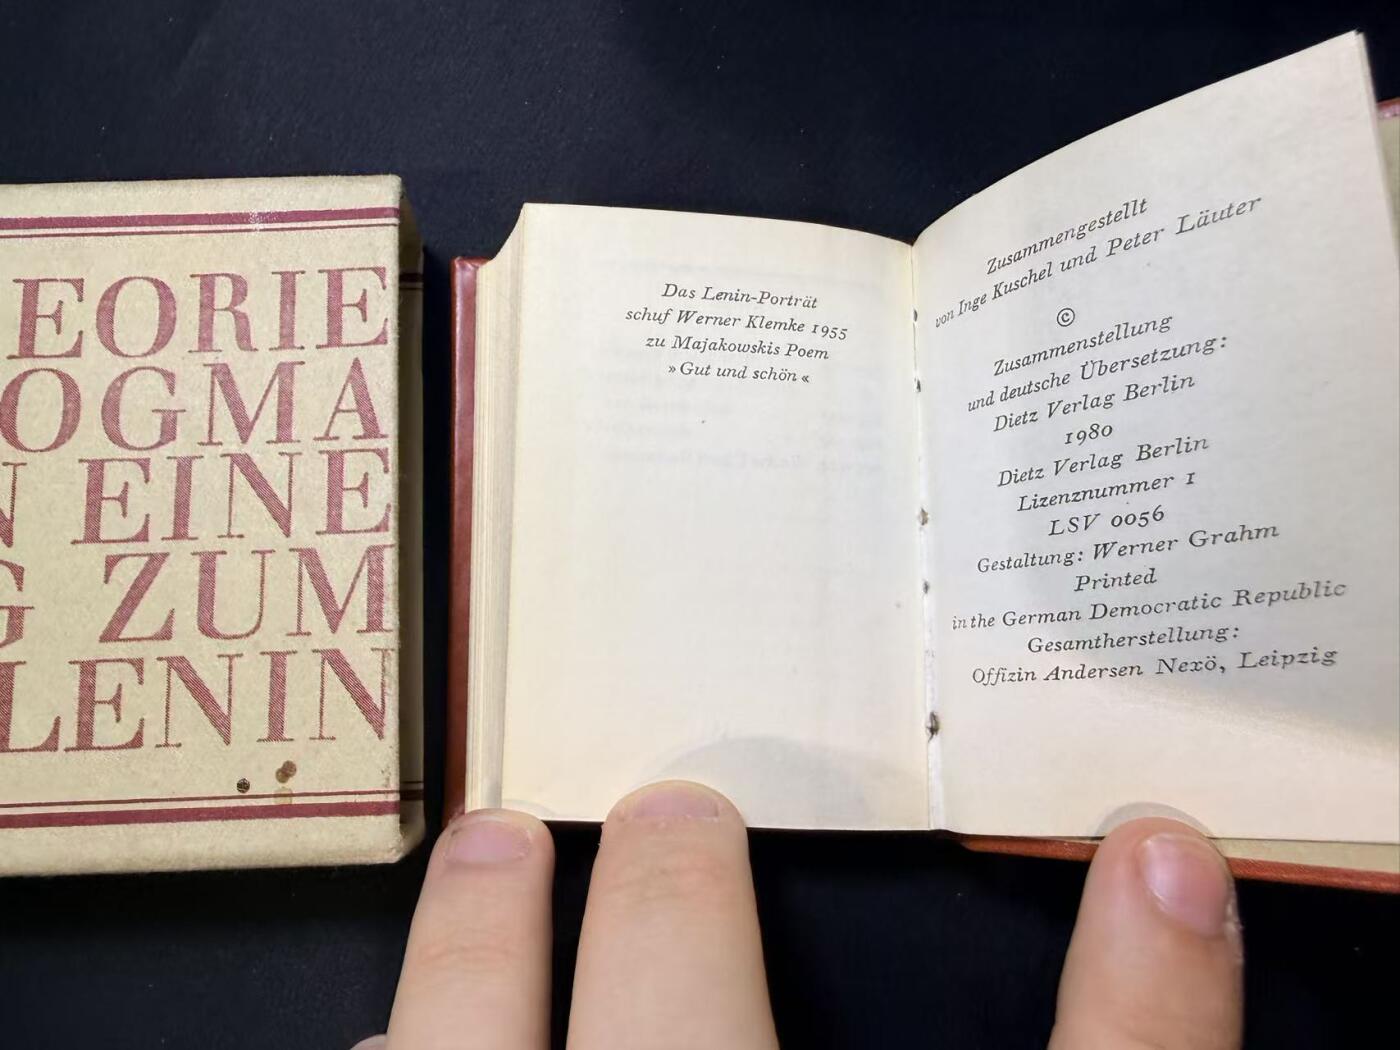 EORIE
OGMA
N EINE
G ZUM
LENIN
Das Lenin-Porträt
schuf Werner Klemke 1955
zu Majakowskis Poem
»Gut und schön«
Zusammengestellt
von Inge Kuschel und Peter Läuter
©
Zusammenstellung
und deutsche Übersetzung:
Dietz Verlag Berlin
1980
Dietz Verlag Berlin
Lizenznummer 1
LSV 0056
Gestaltung: Werner Grahm
Printed
in the German Democratic Republic
Gesamtherstellung:
Offizin Andersen Nexö, Leipzig